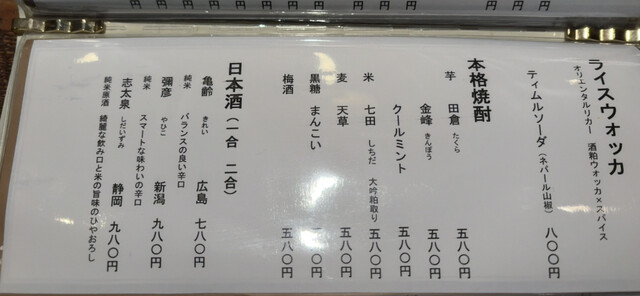 円 円 円 円 円 円
ライスウォッカ
オリエンタルリカー 酒粕ウォッカ×スパイス
ティムルソーダ(ネパール山椒) 八〇〇円
本格焼酎
芋 田倉 たくら 五八〇円
金峰 きんぽう 五八〇円
クールミント 五八〇円
米 七田 しちだ 大吟粕取り 五八〇円
麦 天草 五八〇円
黒糖 まんこい 〇〇円
梅酒 五八〇円
日本酒(一合 二合)
亀齢 きれい 広島 七八〇円
純米 バランスの良い辛口
彌彦 やひこ 新潟 九八〇円
純米 スマートな味わいの辛口
志太泉 しだいずみ 静岡 九八〇円
純米原酒 綺麗な飲み口と米の旨味のひやおろし